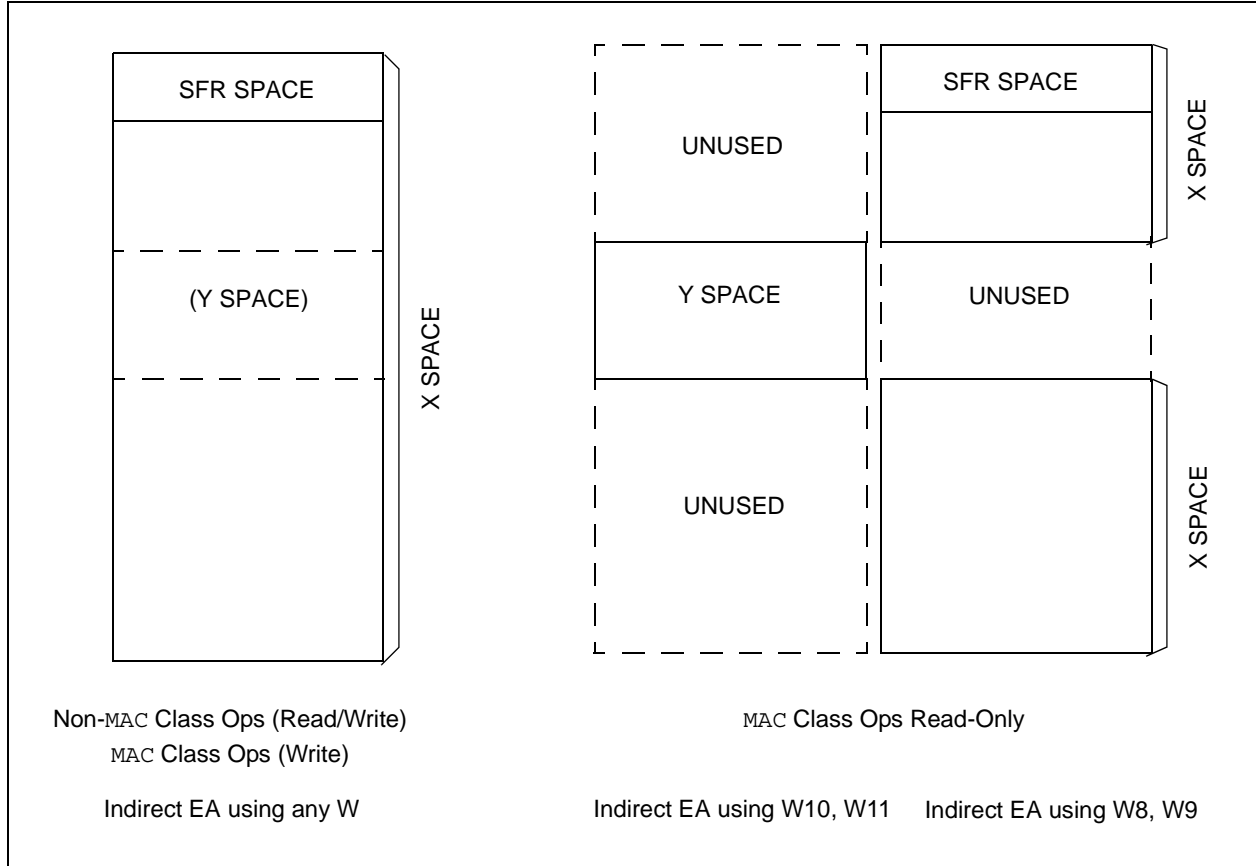 SFR SPACE
(Y SPACE)
X SPACE
Non-MAC Class Ops (Read/Write)
MAC Class Ops (Write)
Indirect EA using any W
UNUSED
Y SPACE
UNUSED
SFR SPACE
X SPACE
UNUSED
X SPACE
MAC Class Ops Read-Only
Indirect EA using W10, W11
Indirect EA using W8, W9